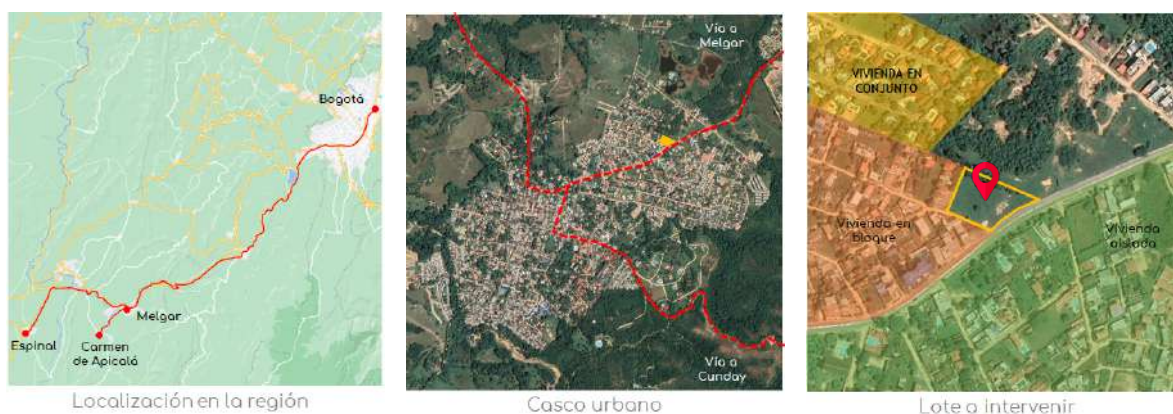 Bogotá
Melgar
Espinal
Carmen
de Apicalá
Localización en la región
Vía a
Melgar
Vía a
Cunday
Casco urbano
VIVIENDA EN
CONJUNTO
Vivienda en
bloque
Vivienda
aislada
Lote a intervenir